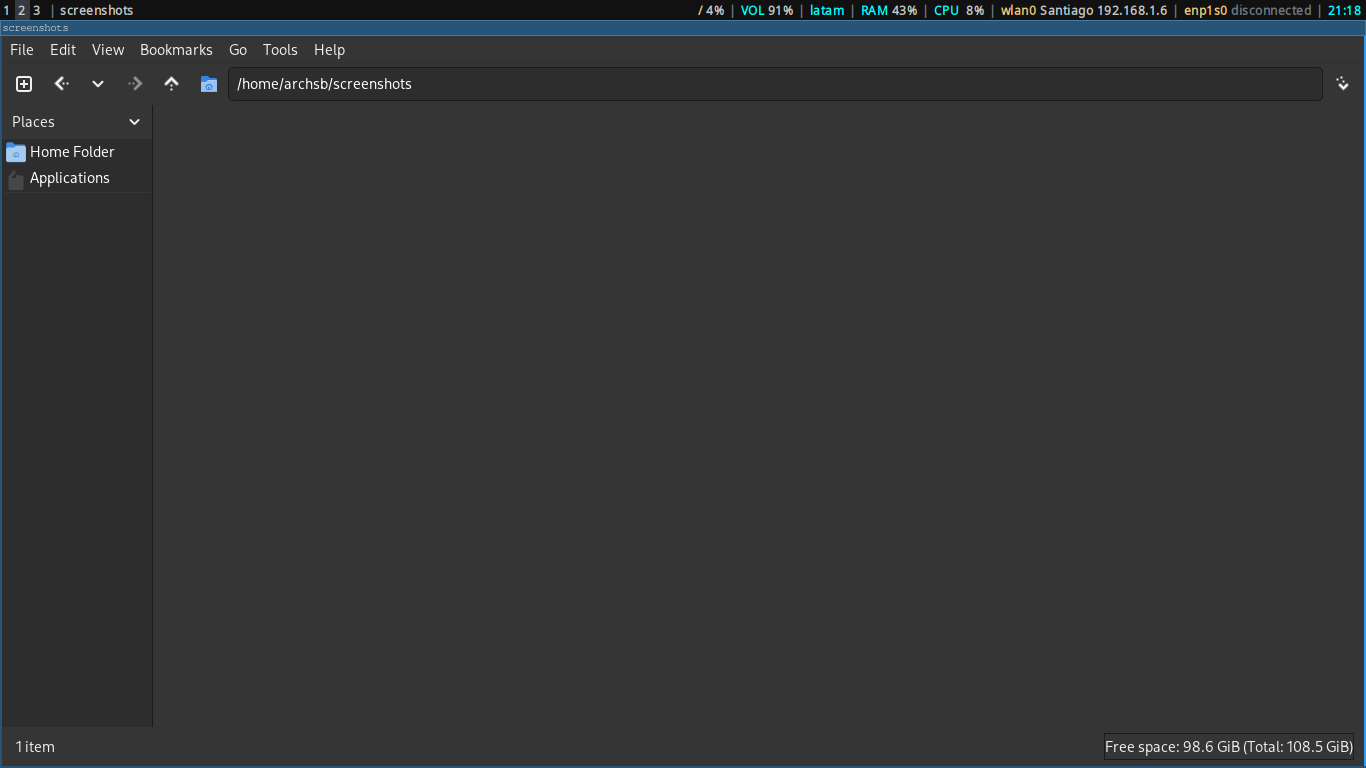 1 2 3 | screenshots / 4% | VOL 91% | latam | RAM 43% | CPU 8% | wlan0 Santiago 192.168.1.6 | enp1s0 disconnected | 21:18
screenshots
File Edit View Bookmarks Go Tools Help
/home/archsb/screenshots
Places
Home Folder
Applications
1 item Free space: 98.6 GiB (Total: 108.5 GiB)